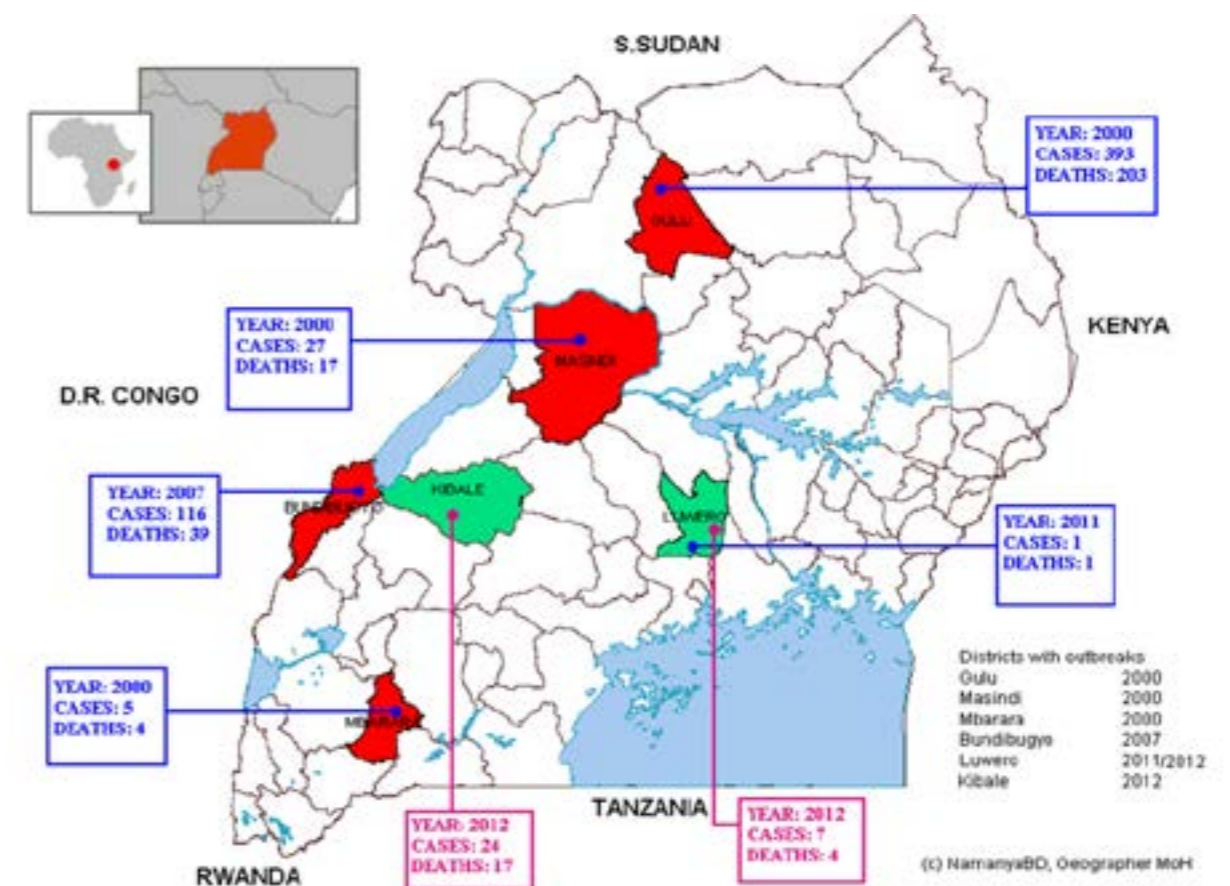 S.SUDAN
YEAR: 2000
CASES: 393
DEATHS: 203
GULU
YEAR: 2000
CASES: 27
DEATHS: 17
MASINDI
KENYA
D.R. CONGO
YEAR: 2007
CASES: 116
DEATHS: 39
BUNDIBUGYO
KIBALE
LUWERO
YEAR: 2011
CASES: 1
DEATHS: 1
YEAR: 2000
CASES: 5
DEATHS: 4
MBARARA
Districts with outbreaks
Gulu 2000
Masindi 2000
Mbarara 2000
Bundibugyo 2007
Luwero 2011/2012
Kibale 2012
TANZANIA
YEAR: 2012
CASES: 24
DEATHS: 17
YEAR: 2012
CASES: 7
DEATHS: 4
RWANDA
(c) NamanyaBD, Geographer MoH